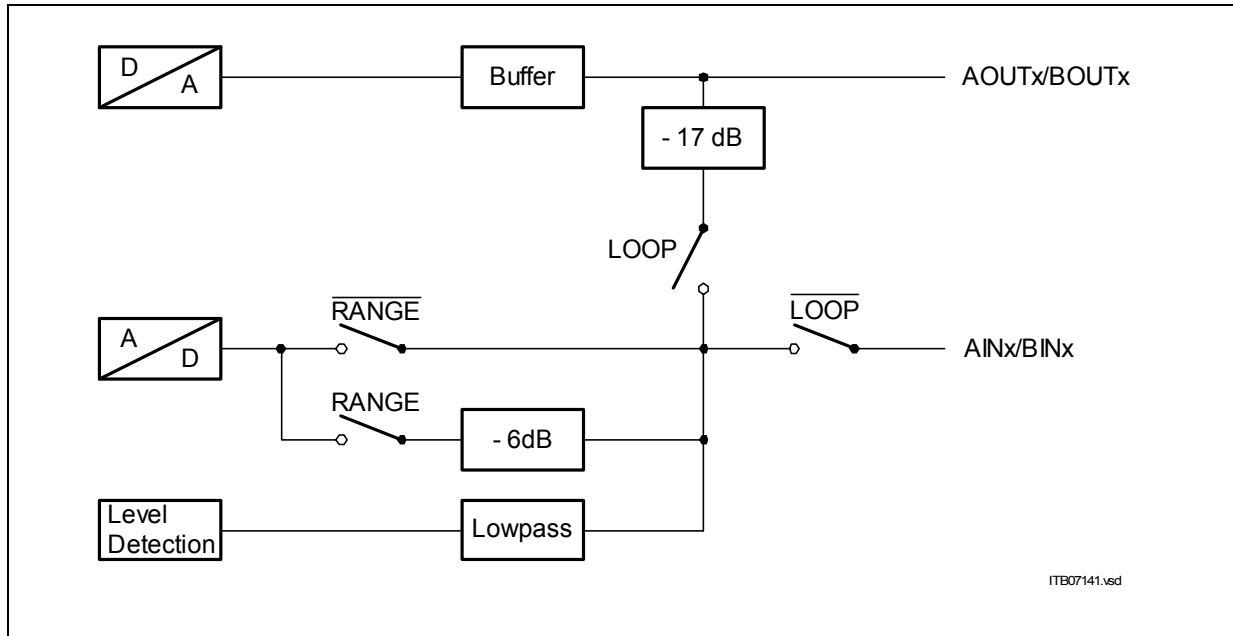 D
A
Buffer
AOUTx/BOUTx
- 17 dB
LOOP
RANGE
LOOP
A
D
AINx/BINx
RANGE
- 6dB
Level
Detection
Lowpass
ITB07141.vsd